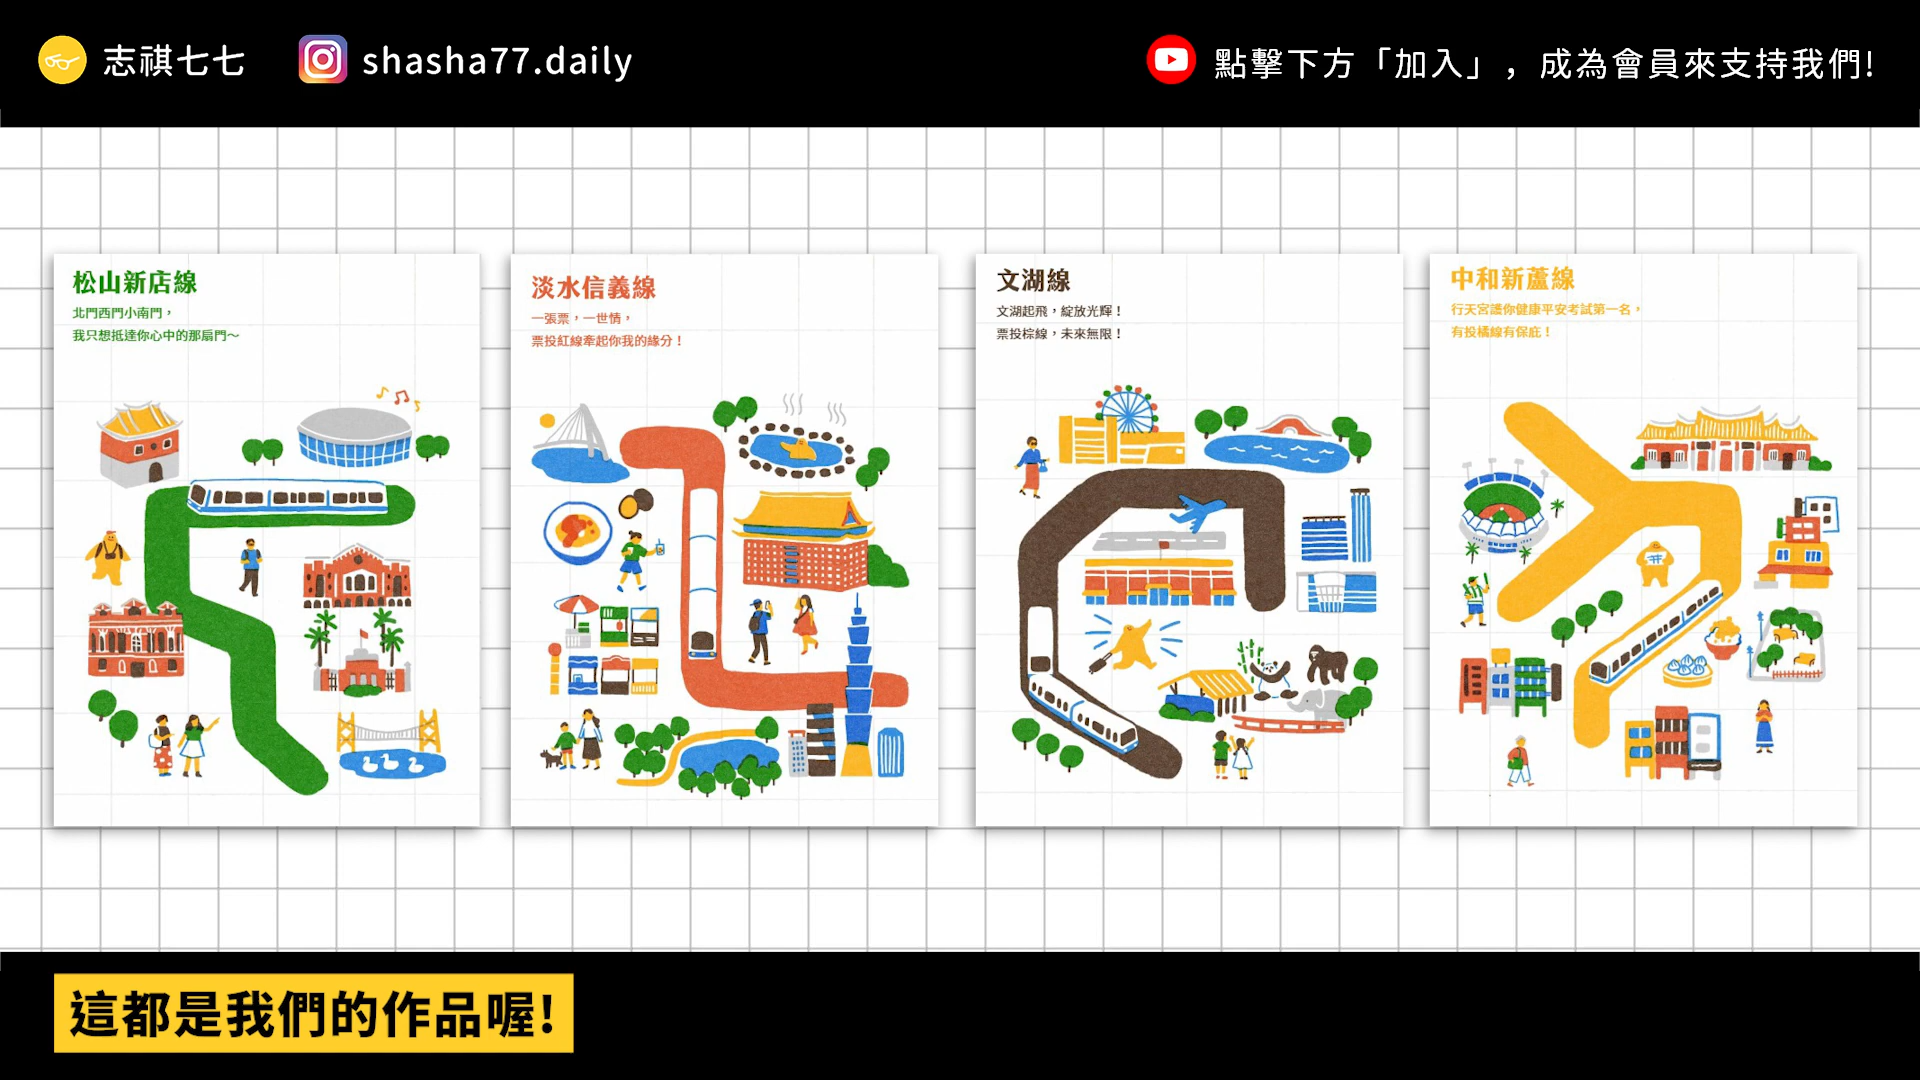 志祺七七
shasha77.daily
點擊下方「加入」，成為會員來支持我們!
松山新店線
北門西門小南門，
我只想抵達你心中的那扇門～
淡水信義線
一張票，一世情，
票投紅線牽起你我的緣分！
文湖線
文湖起飛，綻放光輝！
票投棕線，未來無限！
中和新蘆線
行天宮護你健康平安考試第一名，
有投橘線有保庇！
這都是我們的作品喔!